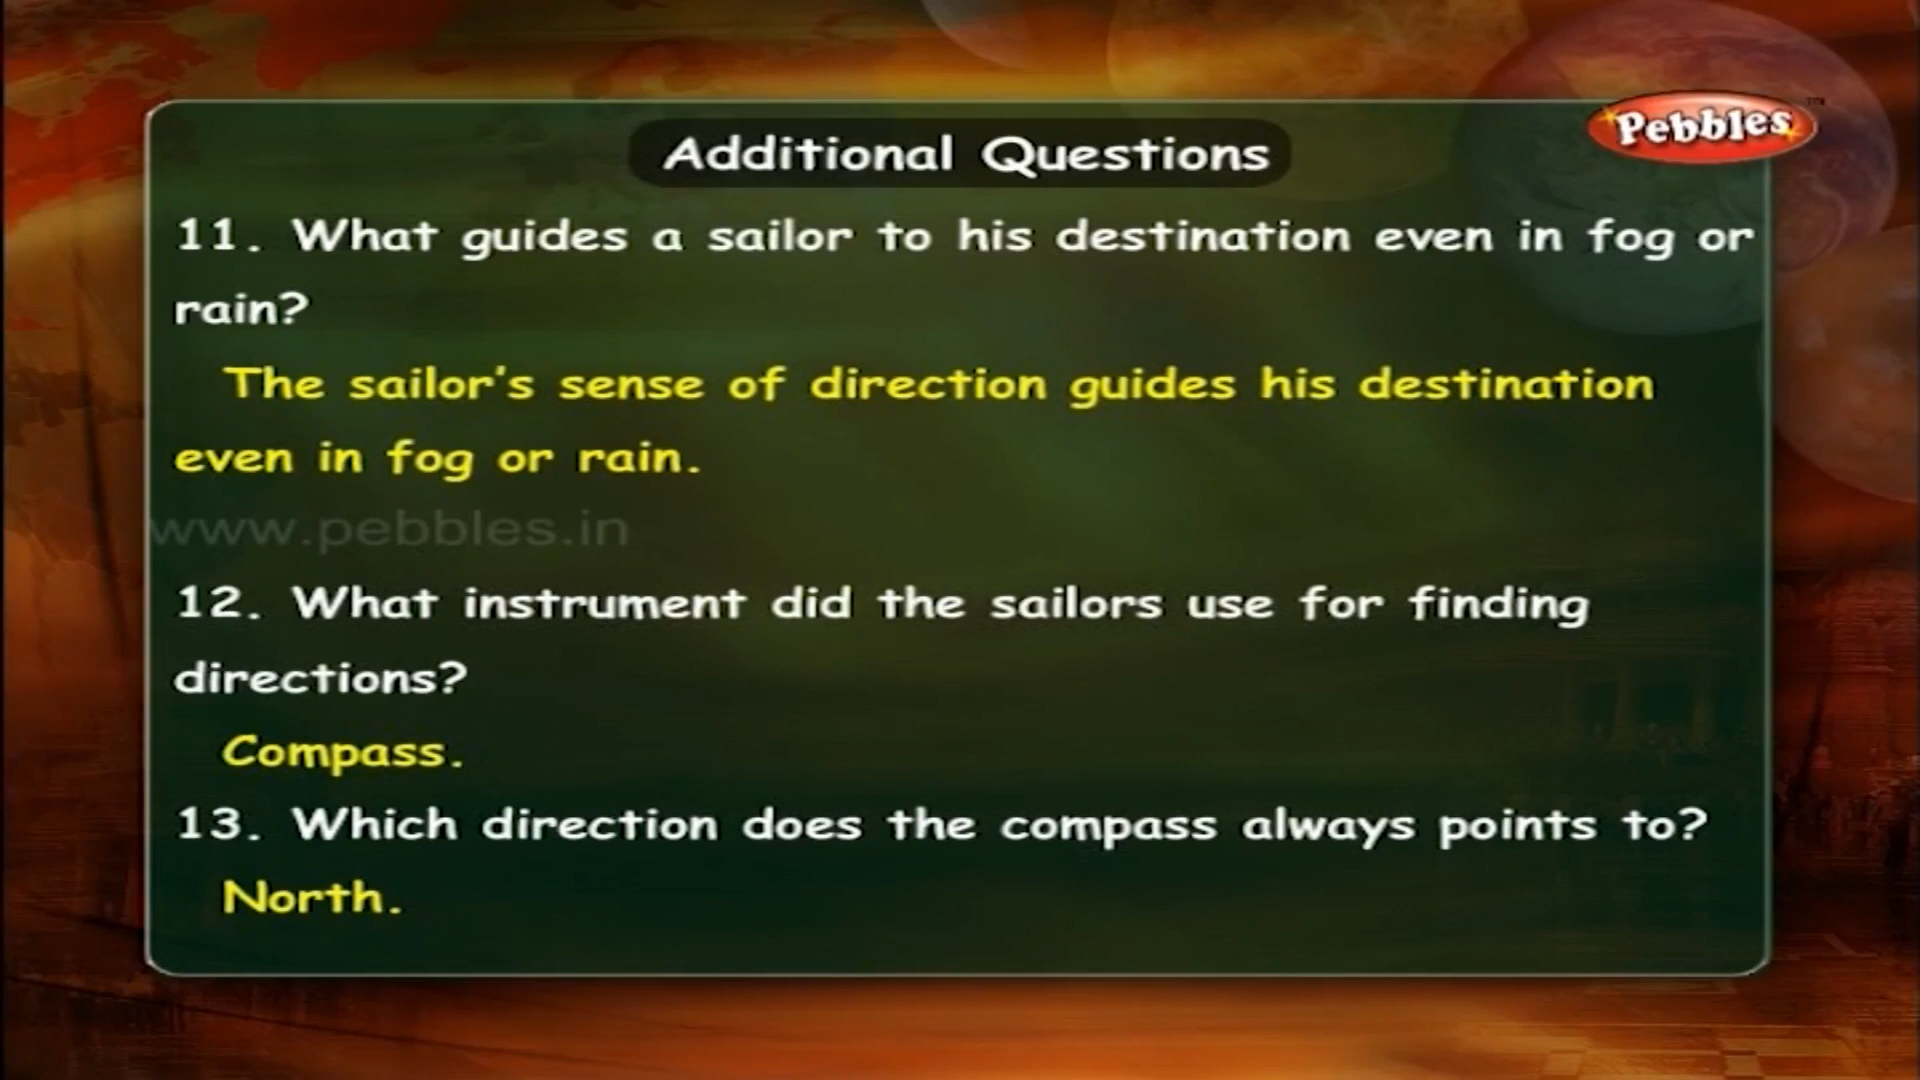 Pebbles™
Additional Questions
11. What guides a sailor to his destination even in fog or
rain?
The sailor's sense of direction guides his destination
even in fog or rain.
www.pebbles.in
12. What instrument did the sailors use for finding
directions?
Compass.
13. Which direction does the compass always points to?
North.